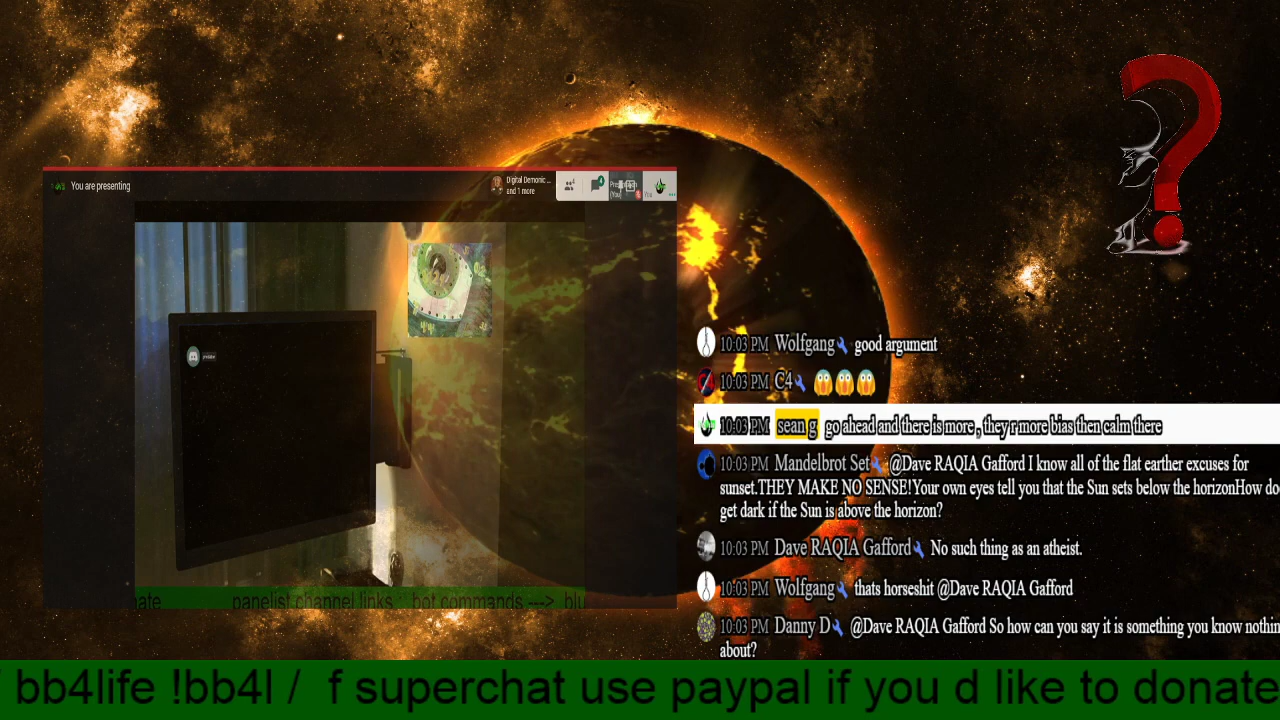 You are presenting
Digital Demonic ...
and 1 more
You
10:03 PM Wolfgang good argument
10:03 PM C4
10:03 PM sean g go ahead and there is more , they r more bias then calm there
10:03 PM Mandelbrot Set @Dave RAQIA Gafford I know all of the flat earther excuses for
sunset.THEY MAKE NO SENSE!Your own eyes tell you that the Sun sets below the horizonHow do
get dark if the Sun is above the horizon?
10:03 PM Dave RAQIA Gafford No such thing as an atheist.
10:03 PM Wolfgang thats horseshit @Dave RAQIA Gafford
10:03 PM Danny D @Dave RAQIA Gafford So how can you say it is something you know nothin
about?
nate panelist channel links : bot commands ---> blu
bb4life !bb4l / f superchat use paypal if you d like to donate